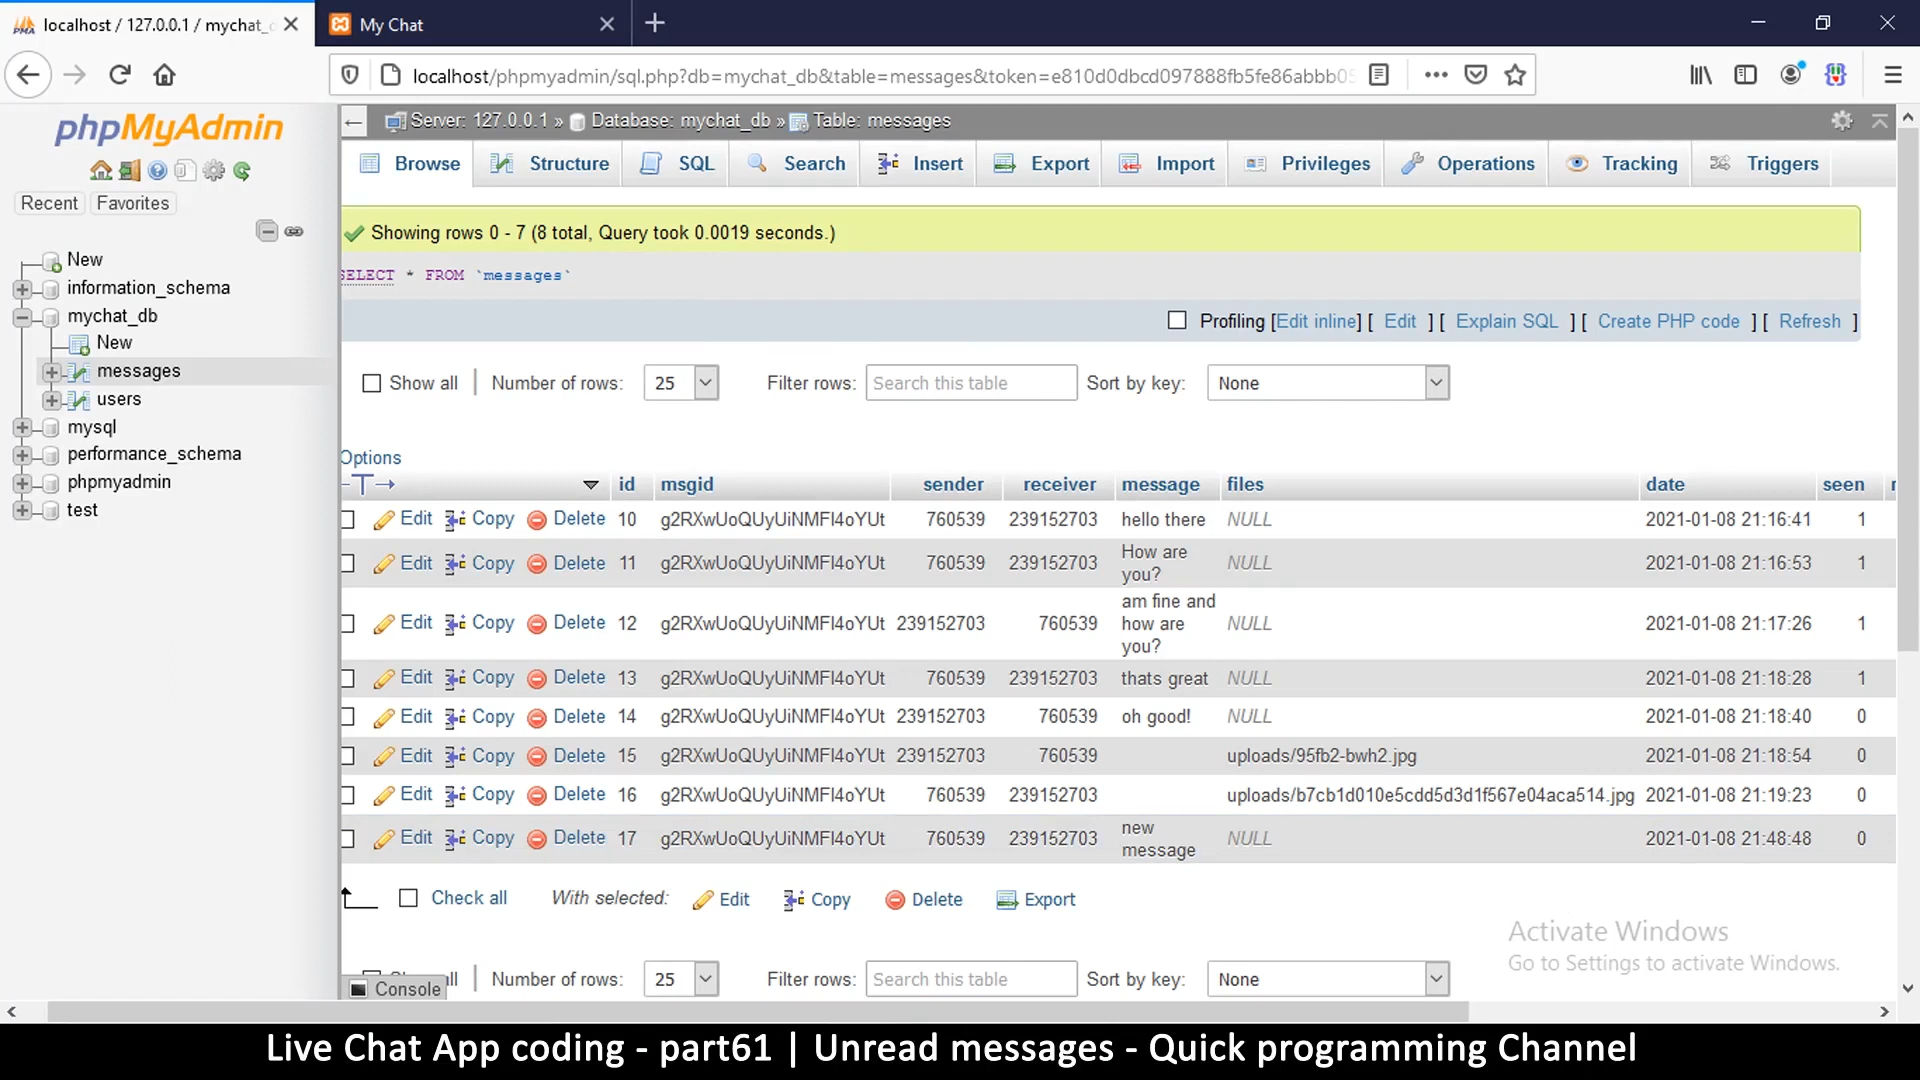 localhost / 127.0.0.1 / mychat_
My Chat
localhost/phpmyadmin/sql.php?db=mychat_db&table=messages&token=e810d0dbcd097888fb5fe86abbb05
phpMyAdmin
Recent Favorites
New
information_schema
mychat_db
New
messages
users
mysql
performance_schema
phpmyadmin
test
Server: 127.0.0.1 » Database: mychat_db » Table: messages
Browse Structure SQL Search Insert Export Import Privileges Operations Tracking Triggers
Showing rows 0 - 7 (8 total, Query took 0.0019 seconds.)
SELECT * FROM `messages`
Profiling [Edit inline] [ Edit ] [ Explain SQL ] [ Create PHP code ] [ Refresh ]
Show all | Number of rows: 25 Filter rows: Search this table Sort by key: None
Options
←T→ id msgid sender receiver message files date seen
Edit Copy Delete 10 g2RXwUoQUyUiNMFI4oYUt 760539 239152703 hello there NULL 2021-01-08 21:16:41 1
Edit Copy Delete 11 g2RXwUoQUyUiNMFI4oYUt 760539 239152703 How are you? NULL 2021-01-08 21:16:53 1
Edit Copy Delete 12 g2RXwUoQUyUiNMFI4oYUt 239152703 760539 am fine and how are you? NULL 2021-01-08 21:17:26 1
Edit Copy Delete 13 g2RXwUoQUyUiNMFI4oYUt 760539 239152703 thats great NULL 2021-01-08 21:18:28 1
Edit Copy Delete 14 g2RXwUoQUyUiNMFI4oYUt 239152703 760539 oh good! NULL 2021-01-08 21:18:40 0
Edit Copy Delete 15 g2RXwUoQUyUiNMFI4oYUt 239152703 760539 uploads/95fb2-bwh2.jpg 2021-01-08 21:18:54 0
Edit Copy Delete 16 g2RXwUoQUyUiNMFI4oYUt 760539 239152703 uploads/b7cb1d010e5cdd5d3d1f567e04aca514.jpg 2021-01-08 21:19:23 0
Edit Copy Delete 17 g2RXwUoQUyUiNMFI4oYUt 760539 239152703 new message NULL 2021-01-08 21:48:48 0
Check all With selected: Edit Copy Delete Export
Activate Windows
Go to Settings to activate Windows.
Number of rows: 25 Filter rows: Search this table Sort by key: None
Console
Live Chat App coding - part61 | Unread messages - Quick programming Channel